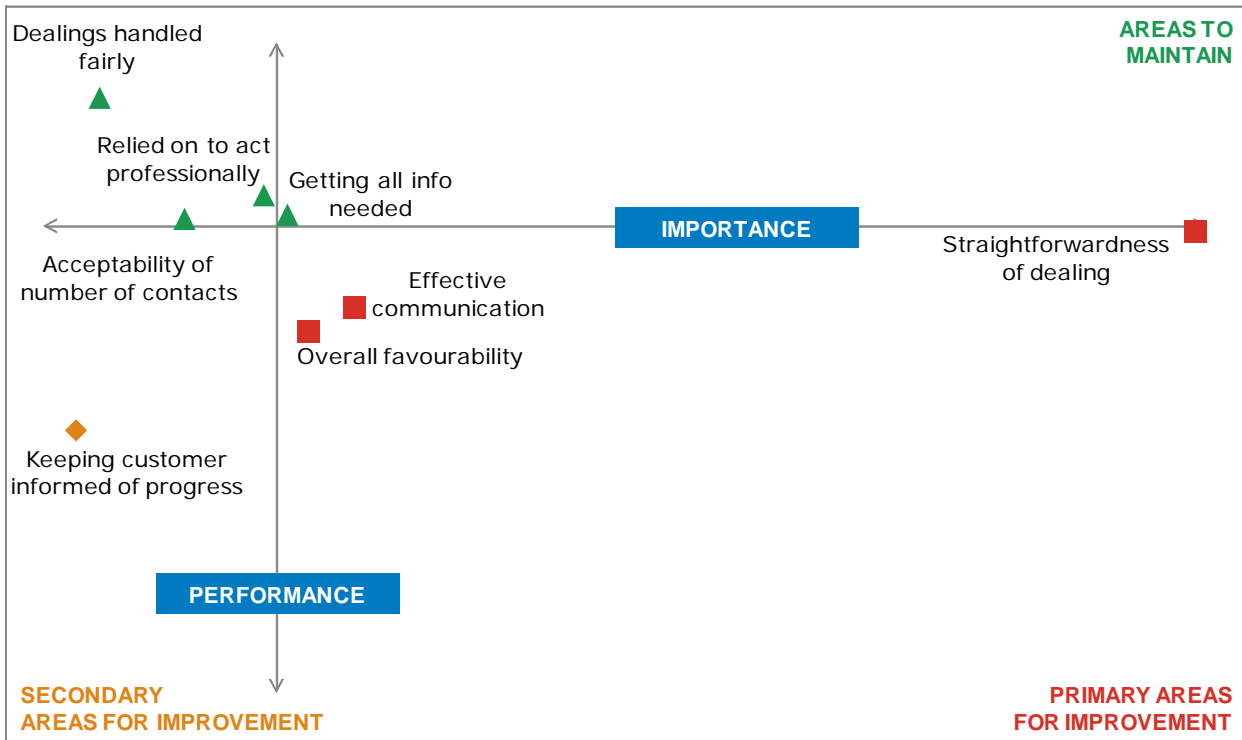 Dealings handled
fairly
AREAS TO
MAINTAIN
Relied on to act
professionally
Getting all info
needed
IMPORTANCE
Straightforwardness
of dealing
Acceptability of
number of contacts
Effective
communication
Overall favourability
Keeping customer
informed of progress
PERFORMANCE
SECONDARY
AREAS FOR IMPROVEMENT
PRIMARY AREAS
FOR IMPROVEMENT